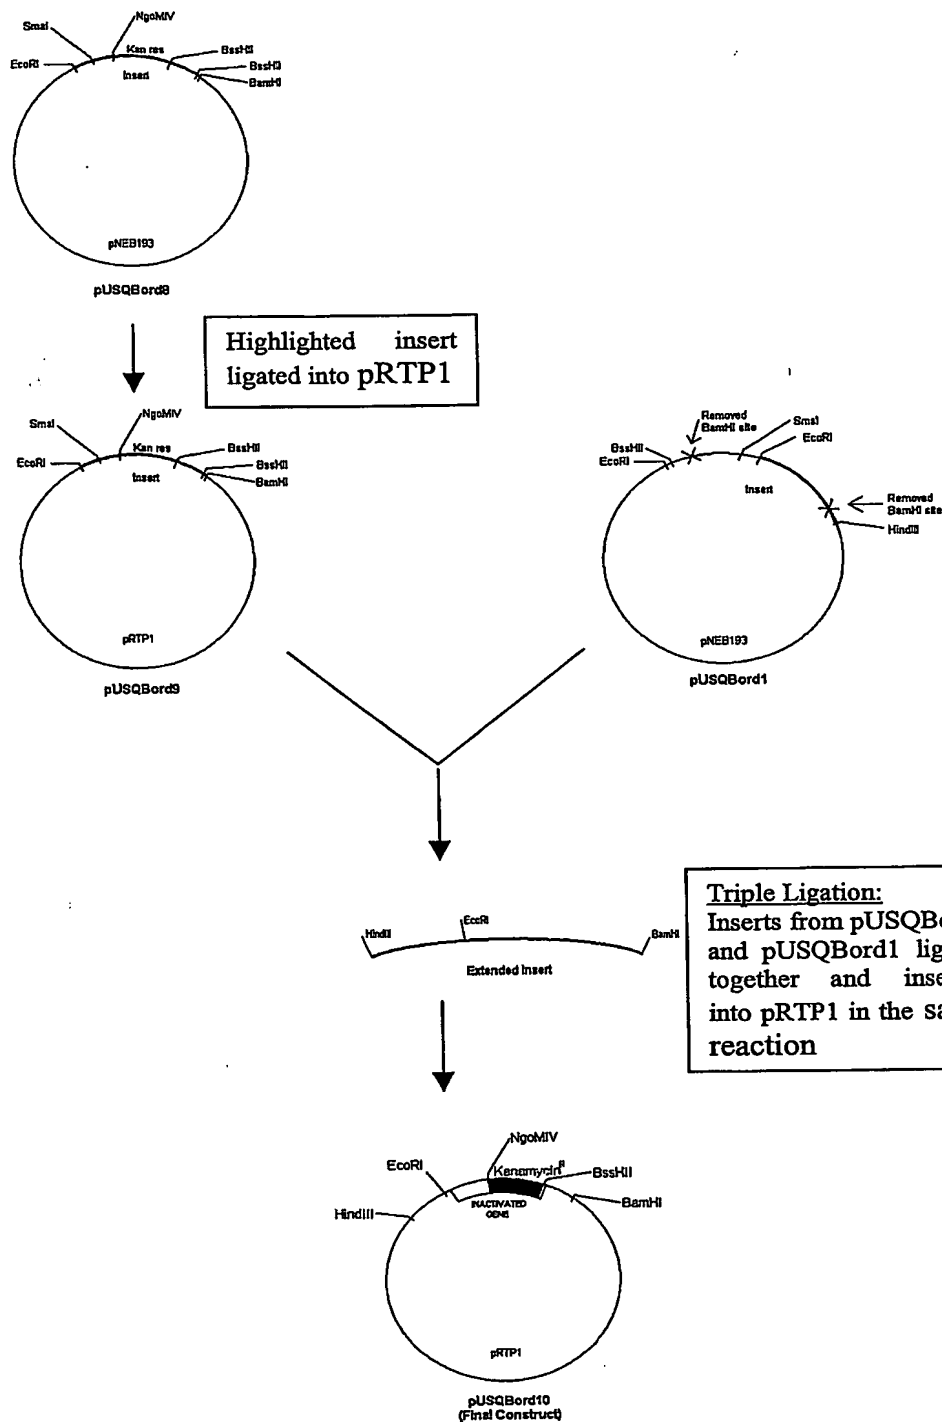 NgoMIV
SmaI
Kan res
BssHII
EcoRI
Insert
BssHII
BamHI
pNEB193
pUSQBord8
Highlighted insert
ligated into pRTP1
NgoMIV
SmaI
Kan res
BssHII
EcoRI
Insert
BssHII
BamHI
pRTP1
pUSQBord9
Removed
BamHI site
SmaI
BssHII
EcoRI
EcoRI
Insert
Removed
BamHI site
HindIII
pNEB193
pUSQBord1
HindIII
EcoRI
BamHI
Extended Insert
Triple Ligation:
Inserts from pUSQBo
and pUSQBord1 lig
together and inse
into pRTP1 in the sa
reaction
NgoMIV
EcoRI
KanamycinR
BssHII
INACTIVATED
GENE
HindIII
BamHI
pRTP1
pUSQBord10
(Final Construct)